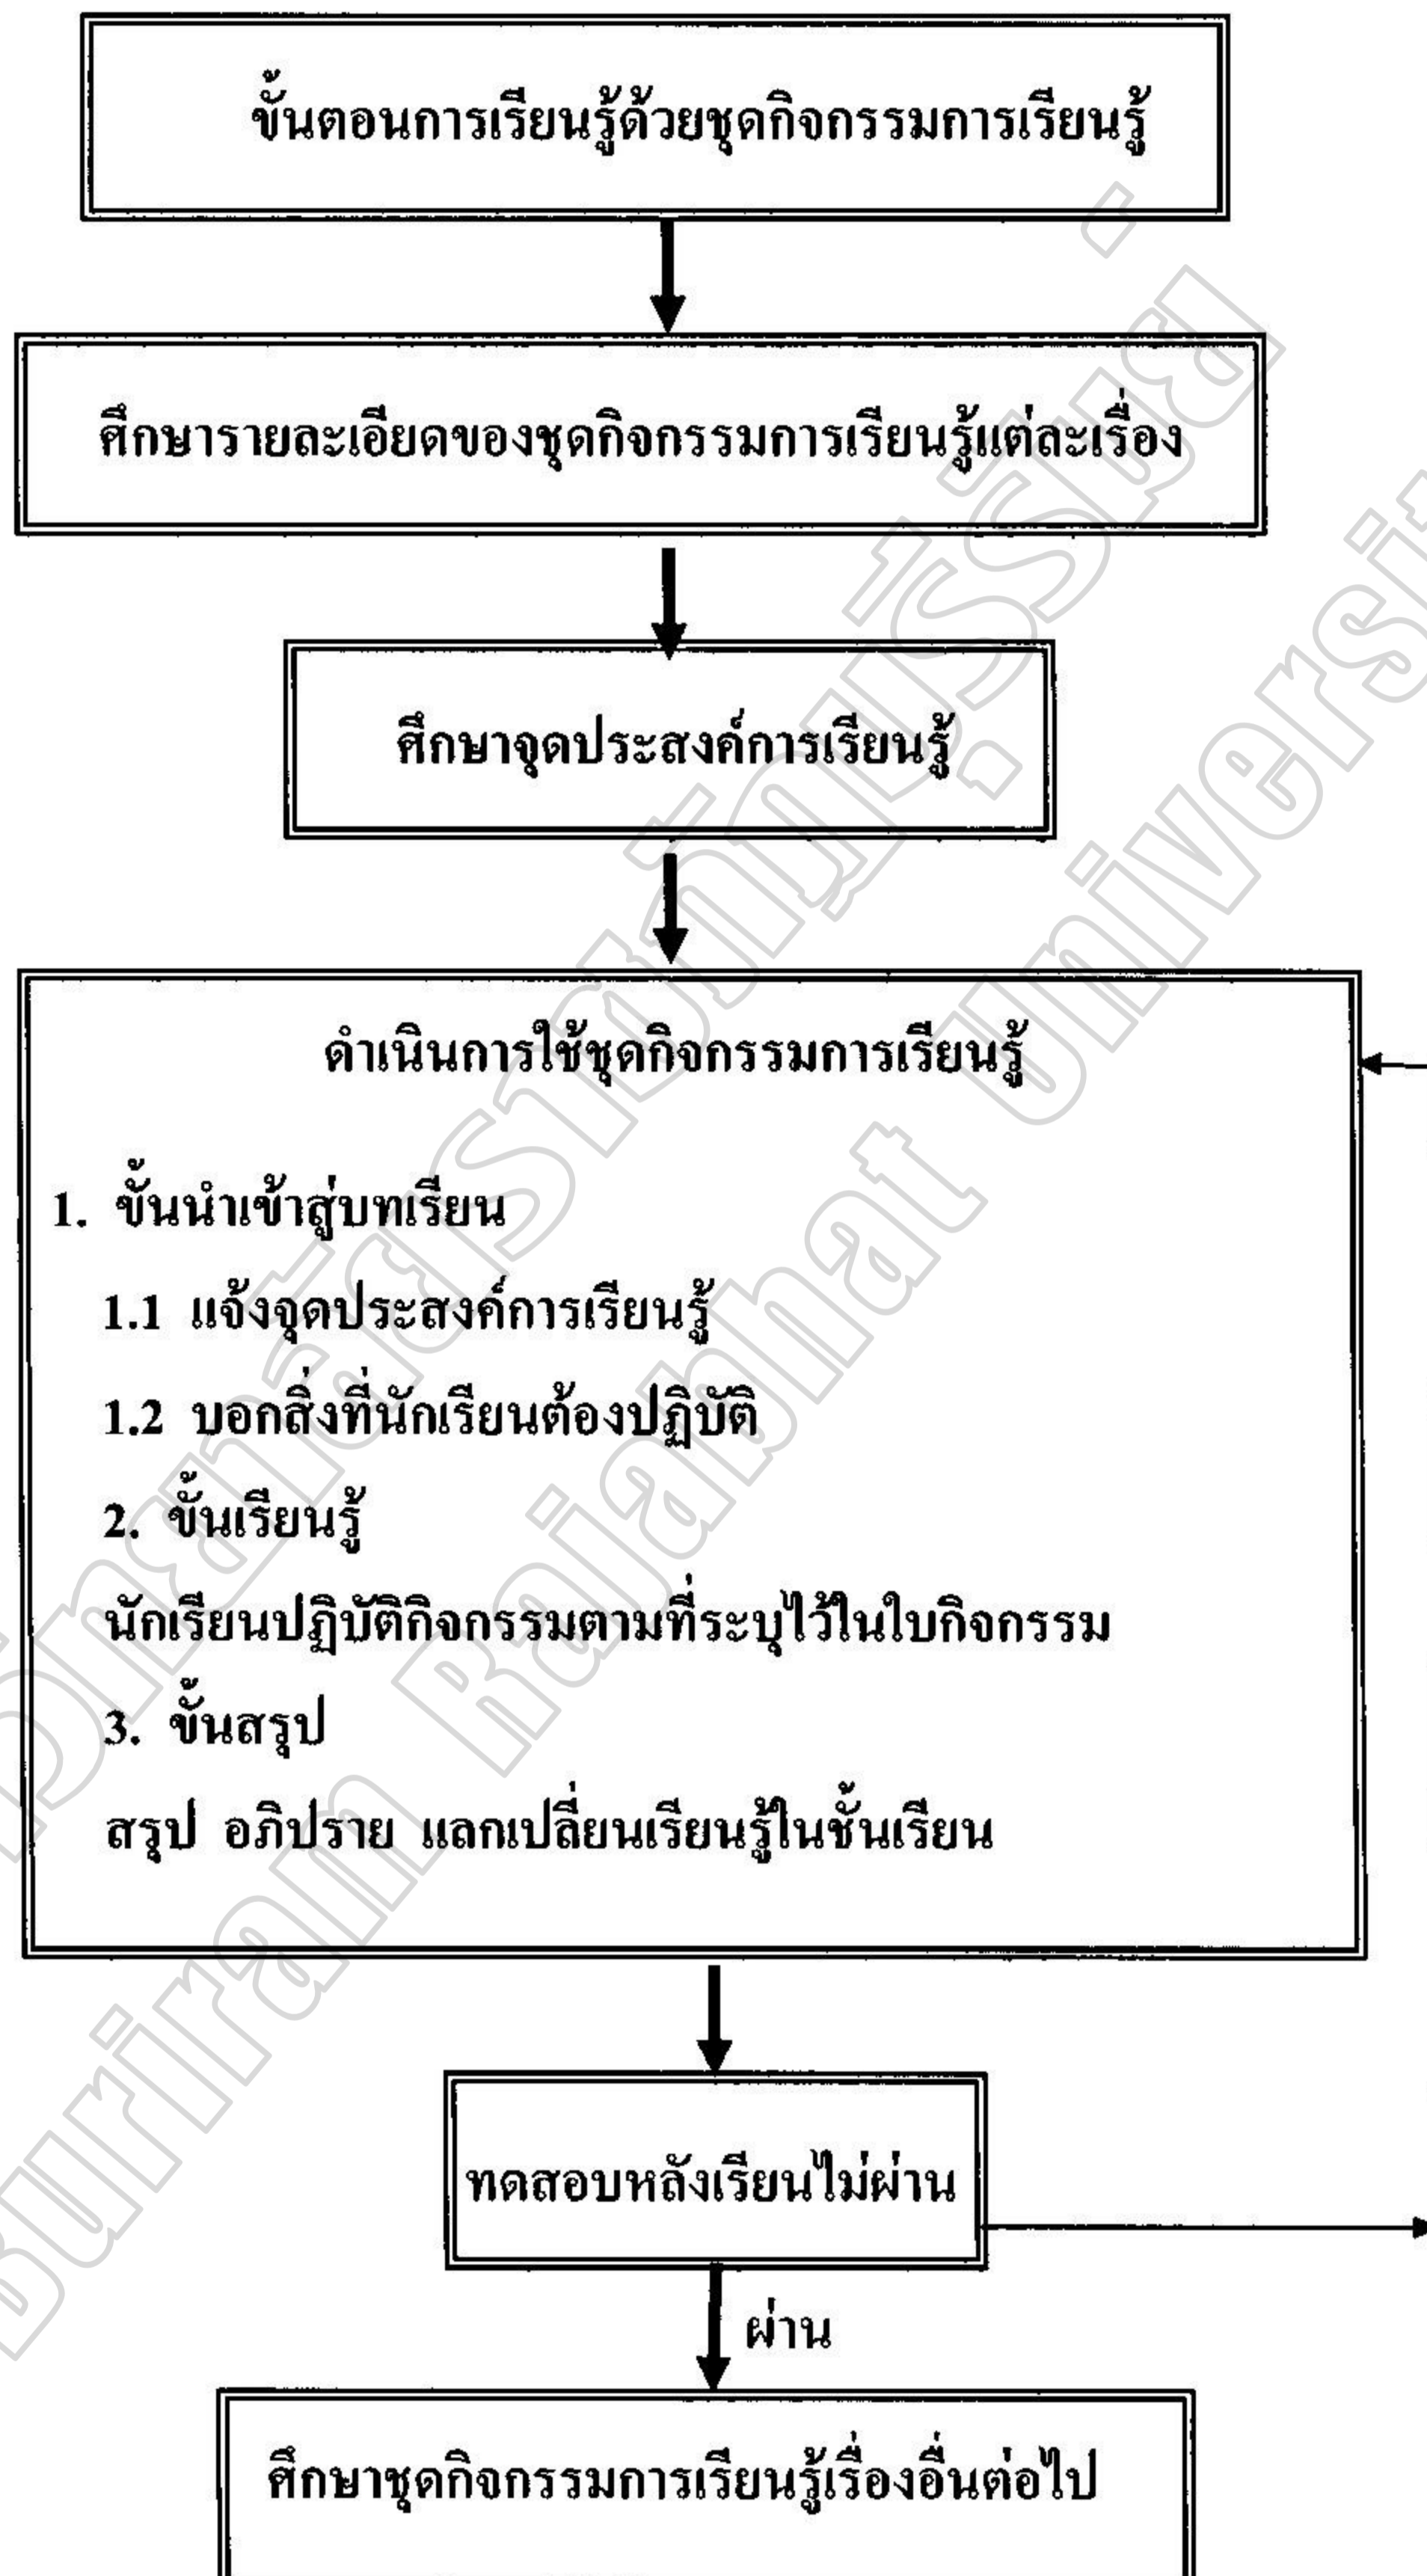 ขั้นตอนการเรียนรู้ด้วยชุดกิจกรรมการเรียนรู้
ศึกษารายละเอียดของชุดกิจกรรมการเรียนรู้แต่ละเรื่อง
ศึกษาจุดประสงค์การเรียนรู้
ดำเนินการใช้ชุดกิจกรรมการเรียนรู้
1. ขั้นนำเข้าสู่บทเรียน
1.1 แจ้งจุดประสงค์การเรียนรู้
1.2 บอกสิ่งที่นักเรียนต้องปฏิบัติ
2. ขั้นเรียนรู้
นักเรียนปฏิบัติกิจกรรมตามที่ระบุไว้ในใบกิจกรรม
3. ขั้นสรุป
สรุป อภิปราย แลกเปลี่ยนเรียนรู้ในชั้นเรียน
ทดสอบหลังเรียนไม่ผ่าน
ผ่าน
ศึกษาชุดกิจกรรมการเรียนรู้เรื่องอื่นต่อไป
Buriram Rajabhat